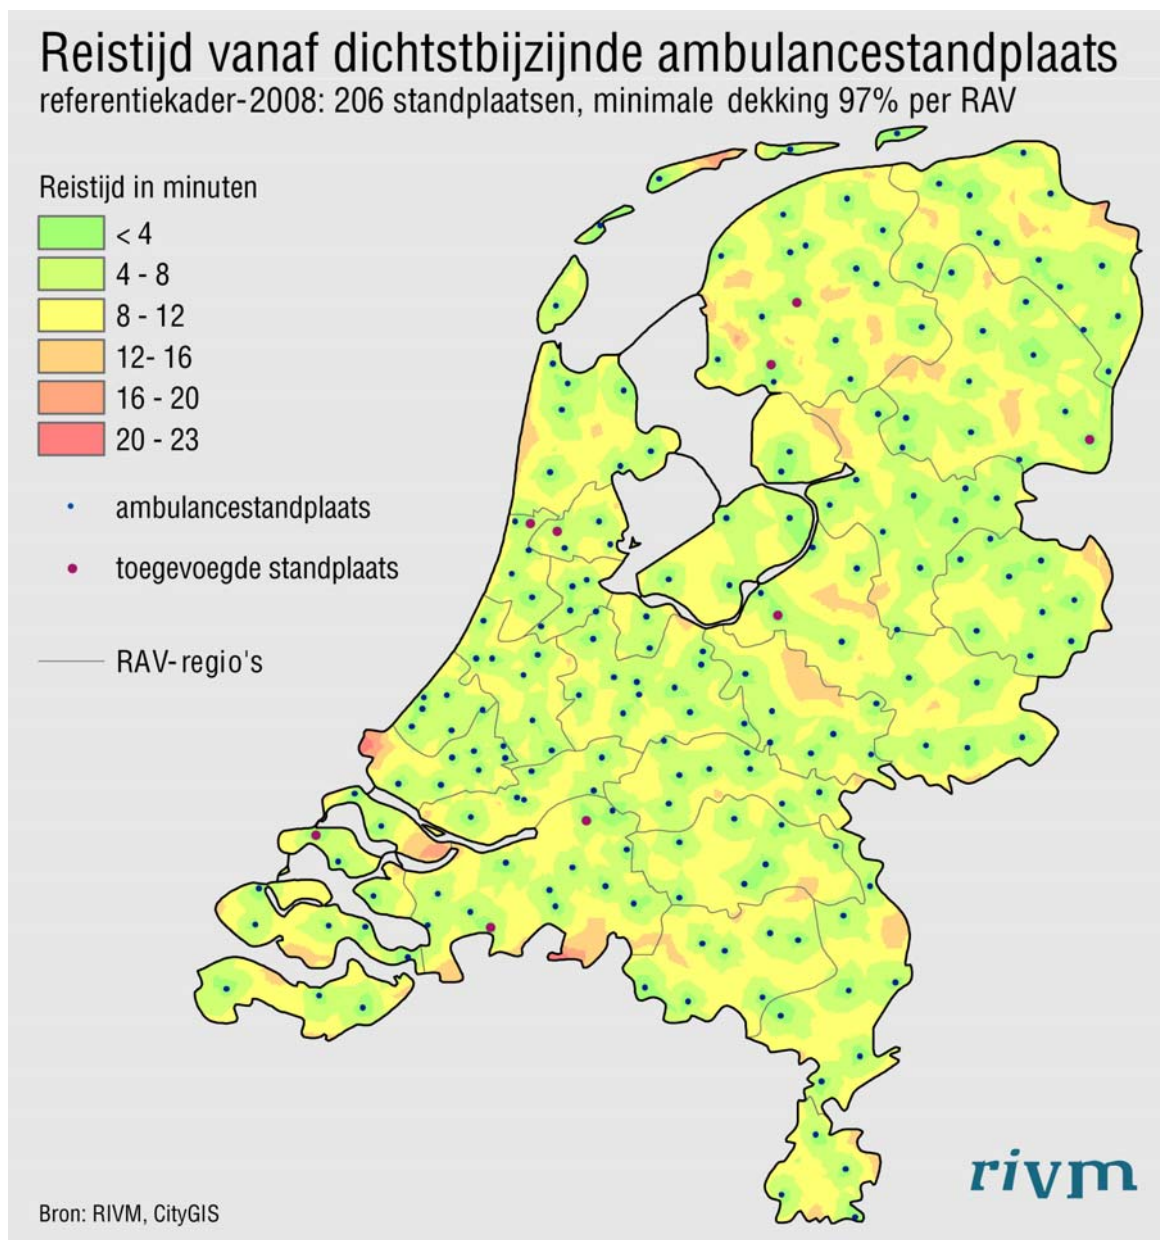 Reistijd vanaf dichtstbijzijnde ambulancestandplaats
referentiekader-2008: 206 standplaatsen, minimale dekking 97% per RAV
Reistijd in minuten
< 4
4 - 8
8 - 12
12- 16
16 - 20
20 - 23
ambulancestandplaats
toegevoegde standplaats
RAV-regio's
rivm
Bron: RIVM, CityGIS